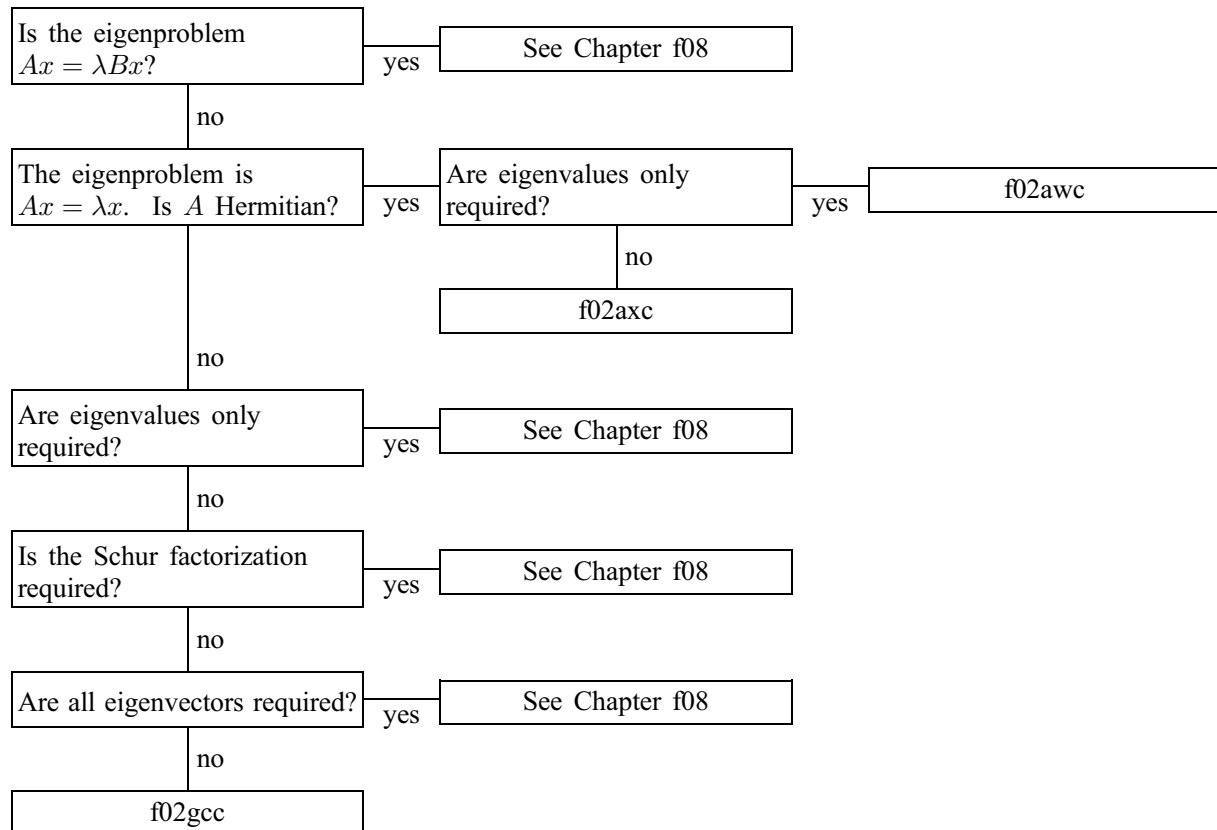 Is the eigenproblem
Ax = λBx?
yes
See Chapter f08
no
The eigenproblem is
Ax = λx. Is A Hermitian?
yes
Are eigenvalues only
required?
yes
f02awc
no
f02axc
no
Are eigenvalues only
required?
yes
See Chapter f08
no
Is the Schur factorization
required?
yes
See Chapter f08
no
Are all eigenvectors required?
yes
See Chapter f08
no
f02gcc